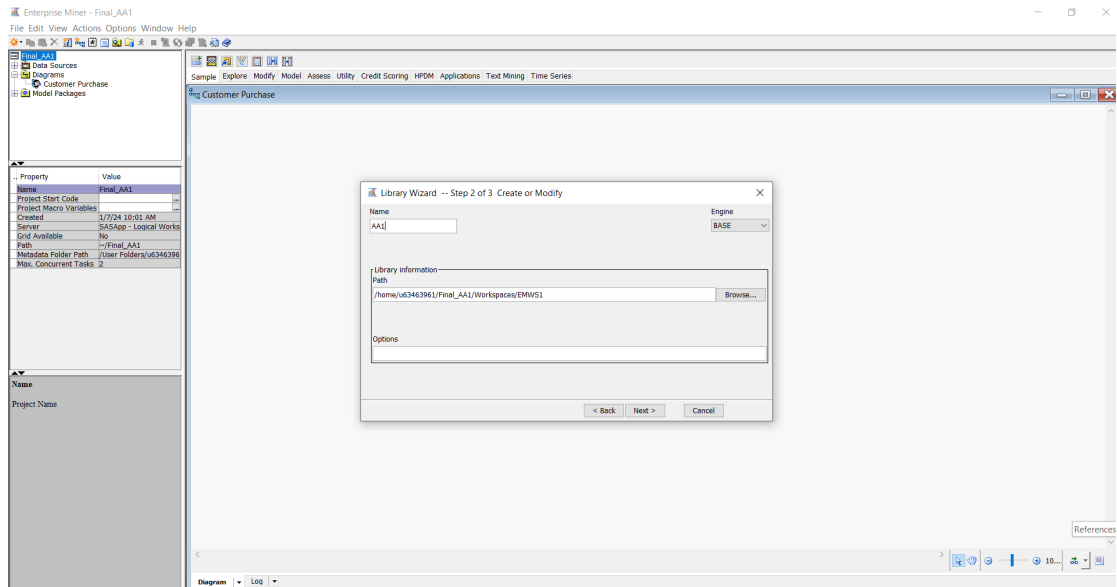 Enterprise Miner - Final_AA1
File Edit View Actions Options Window Help
Final_AA1
Data Sources
Diagrams
Customer Purchase
Model Packages
Sample Explore Modify Model Assess Utility Credit Scoring HPDM Applications Text Mining Time Series
Customer Purchase
.. Property Value
Name Final_AA1
Project Start Code ...
Project Macro Variables ...
Created 1/7/24 10:01 AM
Server SASApp - Logical Works
Grid Available No
Path ~/Final_AA1
Metadata Folder Path /User Folders/u6346396
Max. Concurrent Tasks 2
Name
Project Name
Library Wizard -- Step 2 of 3 Create or Modify
Name Engine
AA1 BASE
Library information
Path
/home/u63463961/Final_AA1/Workspaces/EMWS1 Browse...
Options
< Back Next > Cancel
References
10...
Diagram Log